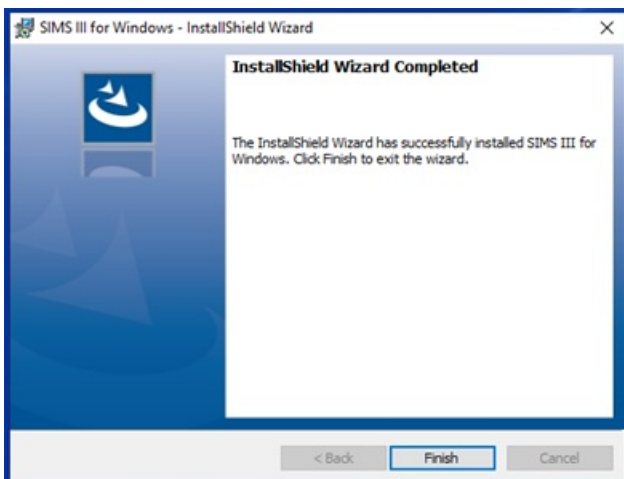 SIMS III for Windows - InstallShield Wizard
InstallShield Wizard Completed
The InstallShield Wizard has successfully installed SIMS III for
Windows. Click Finish to exit the wizard.
< Back Finish Cancel